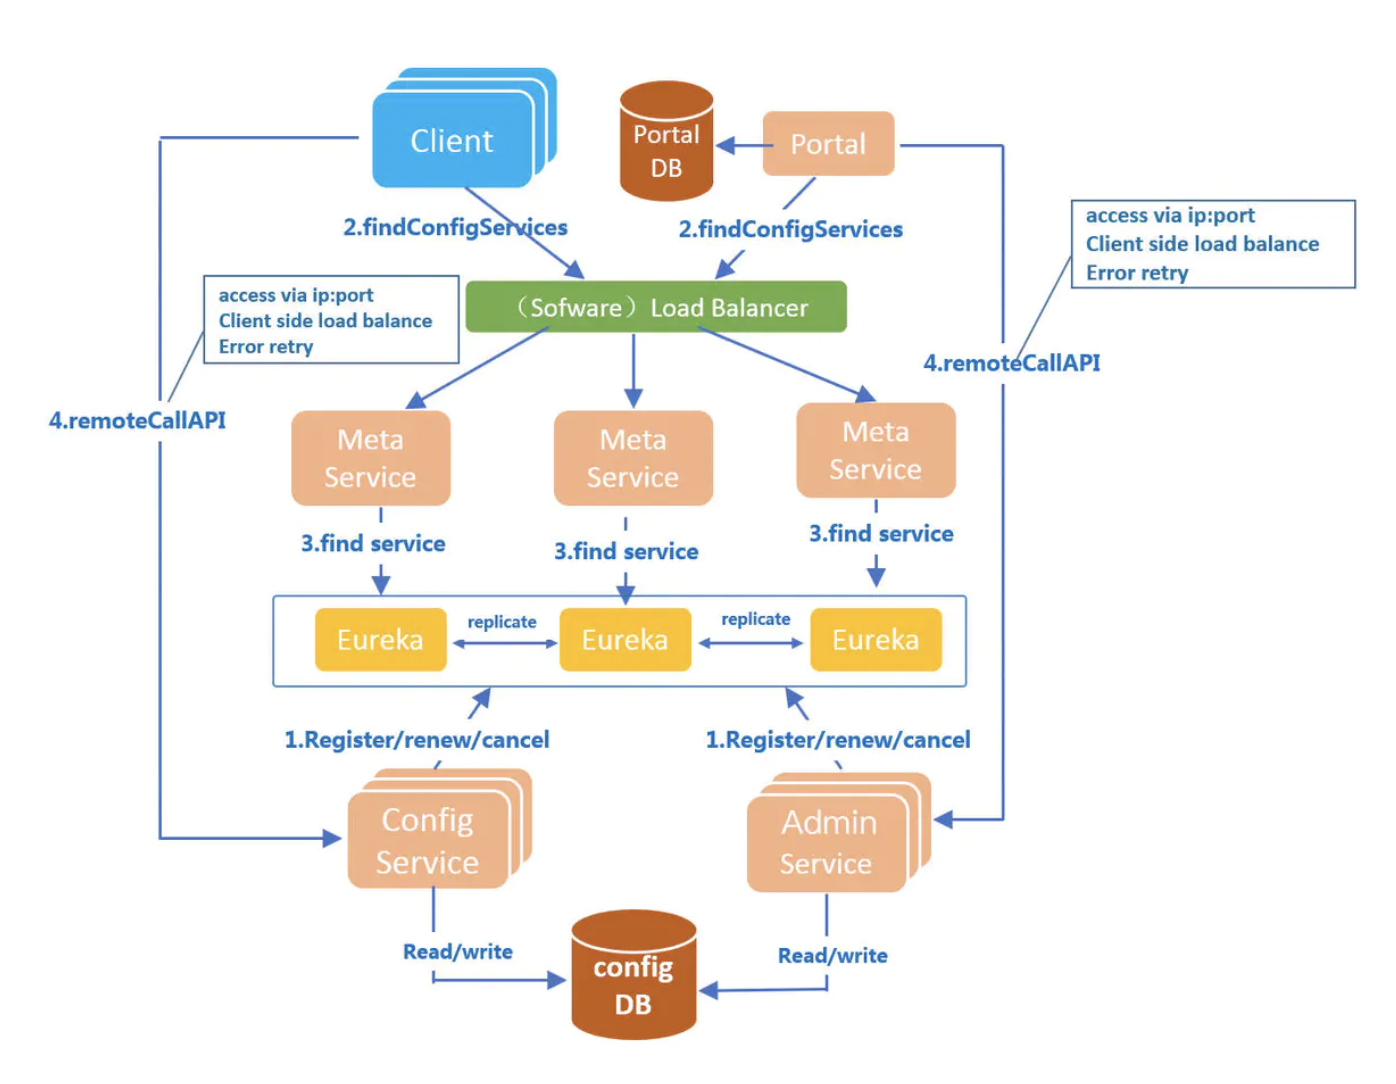 Client
Portal
DB
Portal
2.findConfigServices
2.findConfigServices
access via ip:port
Client side load balance
Error retry
access via ip:port
Client side load balance
Error retry
（Sofware）Load Balancer
4.remoteCallAPI
4.remoteCallAPI
Meta
Service
Meta
Service
Meta
Service
3.find service
3.find service
3.find service
Eureka
replicate
Eureka
replicate
Eureka
1.Register/renew/cancel
1.Register/renew/cancel
Config
Service
Admin
Service
Read/write
Read/write
config
DB